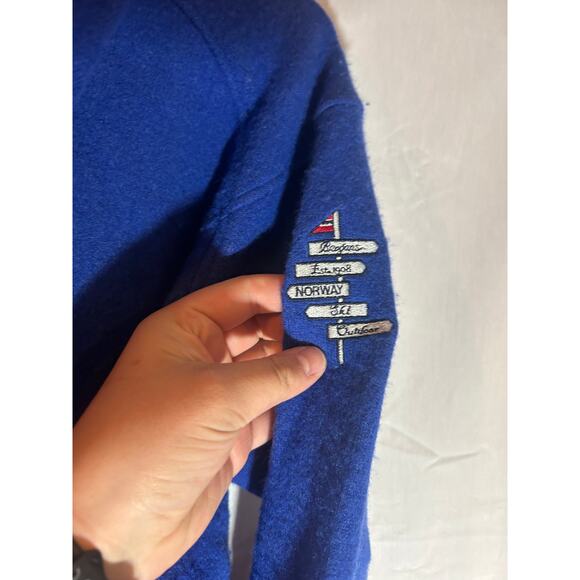 Bergans
Est. 1908
NORWAY
Ski
Outdoor